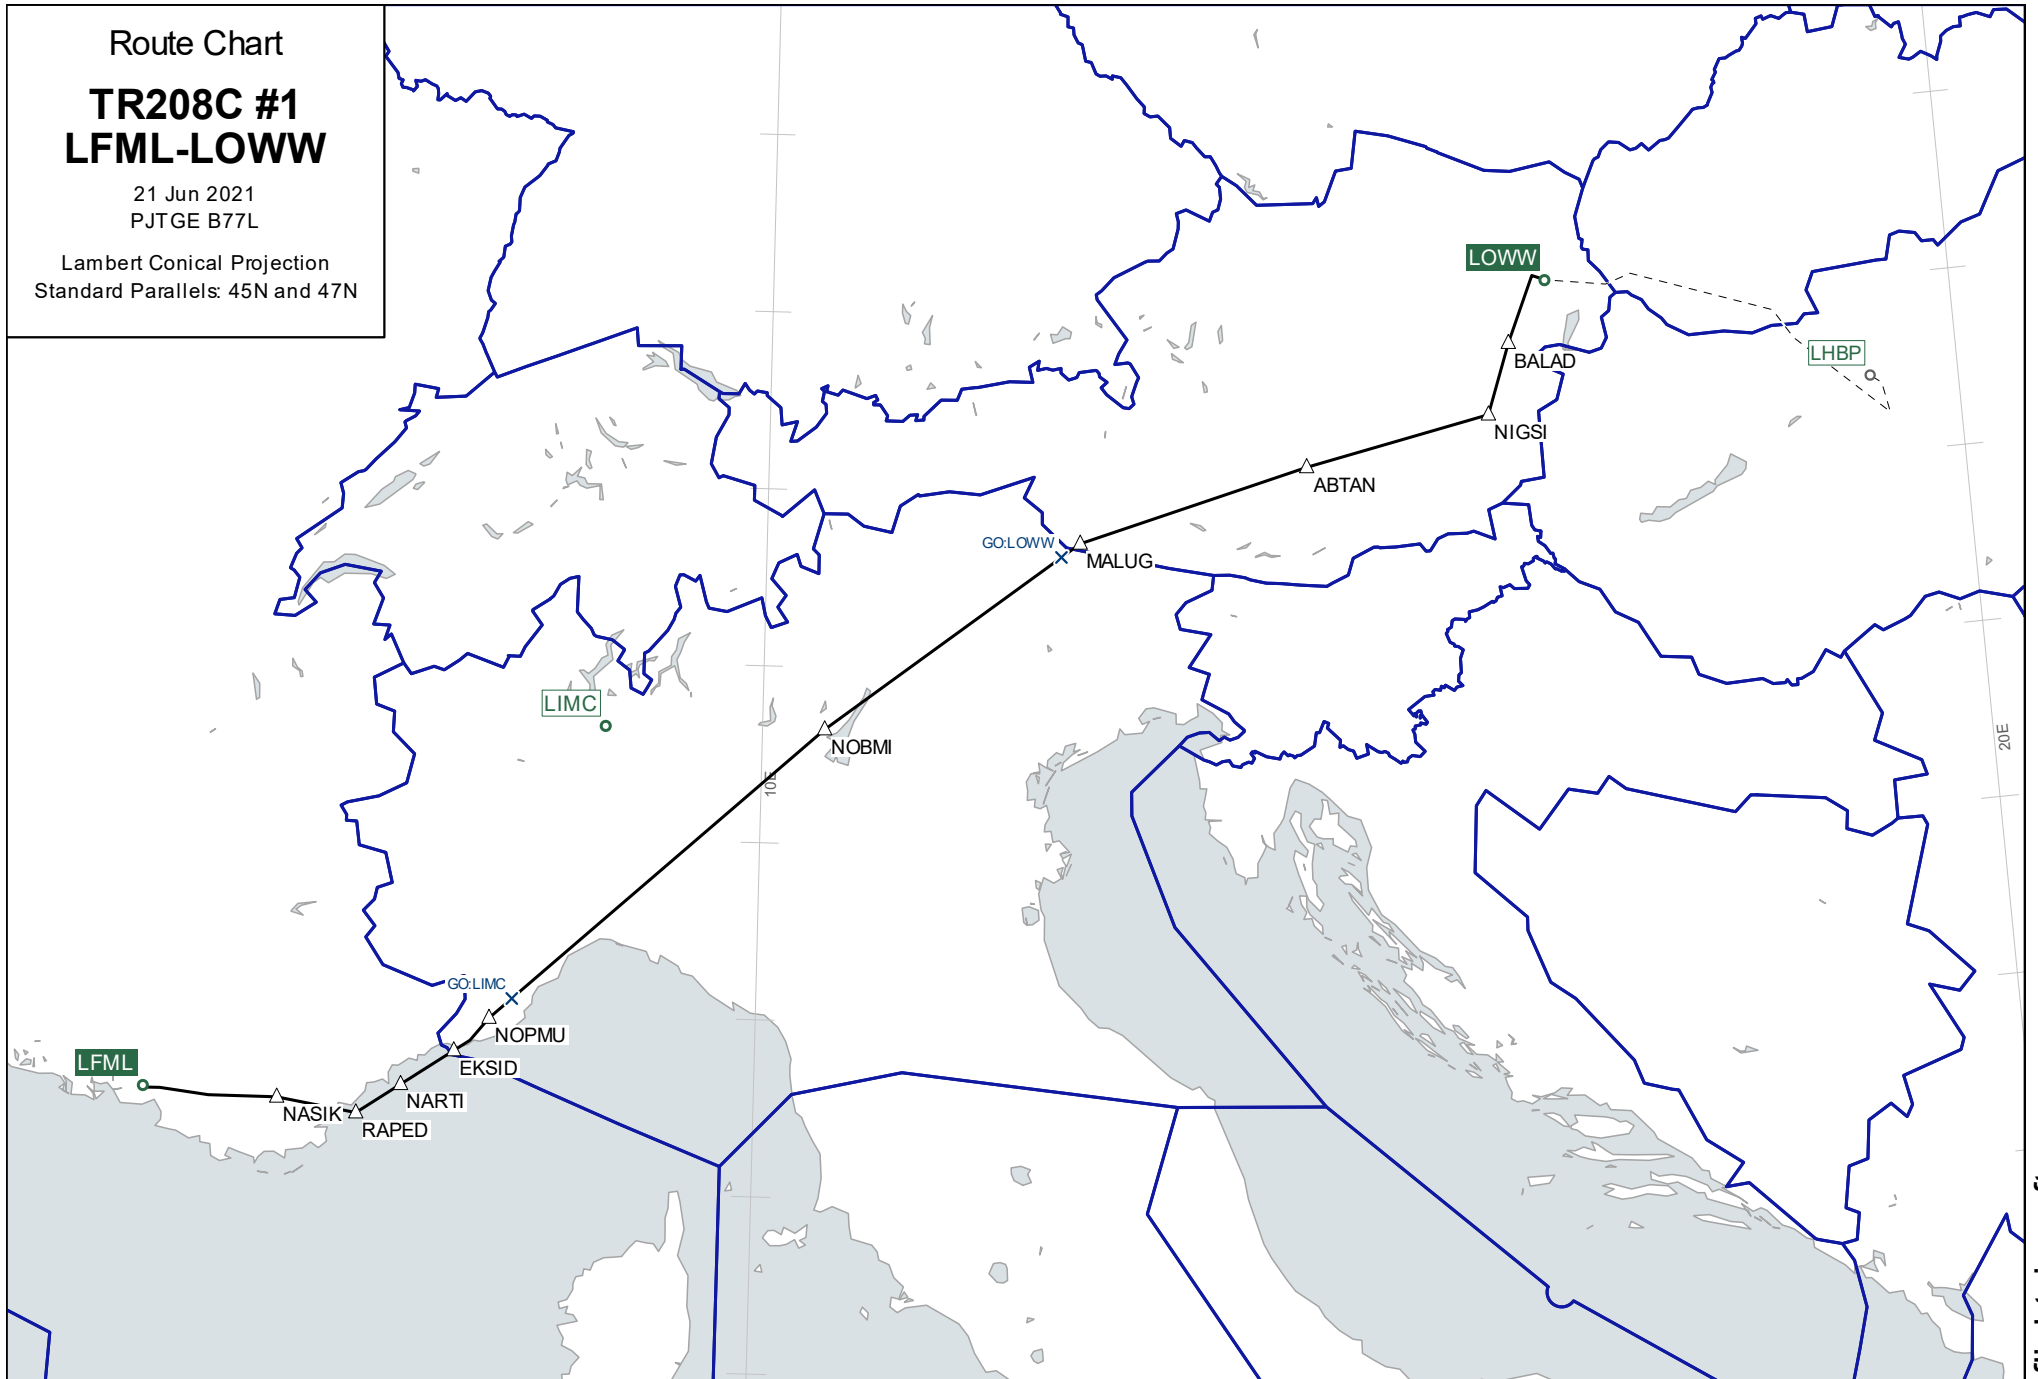 Route Chart
TR208C #1
LFML-LOWW
21 Jun 2021
PJTGE B77L
Lambert Conical Projection
Standard Parallels: 45N and 47N
LOWW
BALAD
LHBP
NIGSI
ABTAN
GO:LOWW
MALUG
LIMC
NOBMI
10E
20E
GO:LIMC
NOPMU
EKSID
LFML
NARTI
NASIK
RAPED